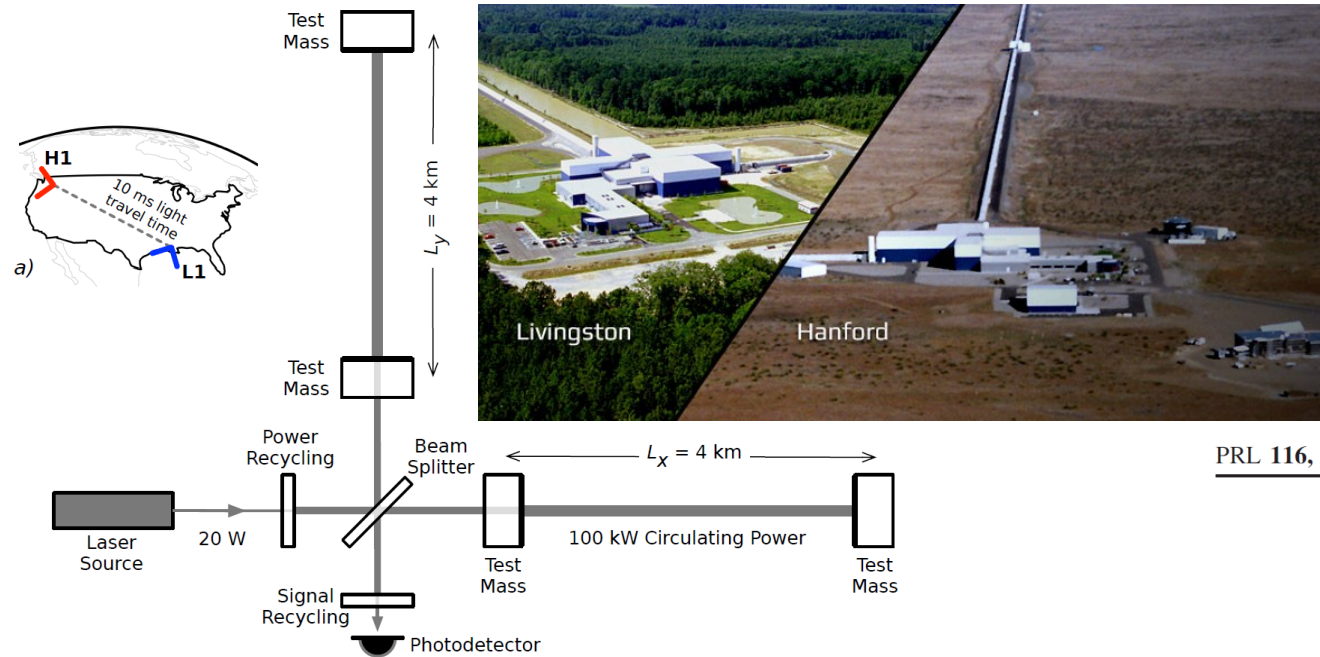 Test
Mass
H1
10 ms light
travel time
L1
a)
Ly = 4 km
Livingston
Hanford
Test
Mass
Power
Recycling
Beam
Splitter
Lx = 4 km
PRL 116,
20 W
Laser
Source
100 kW Circulating Power
Test
Mass
Test
Mass
Signal
Recycling
Photodetector